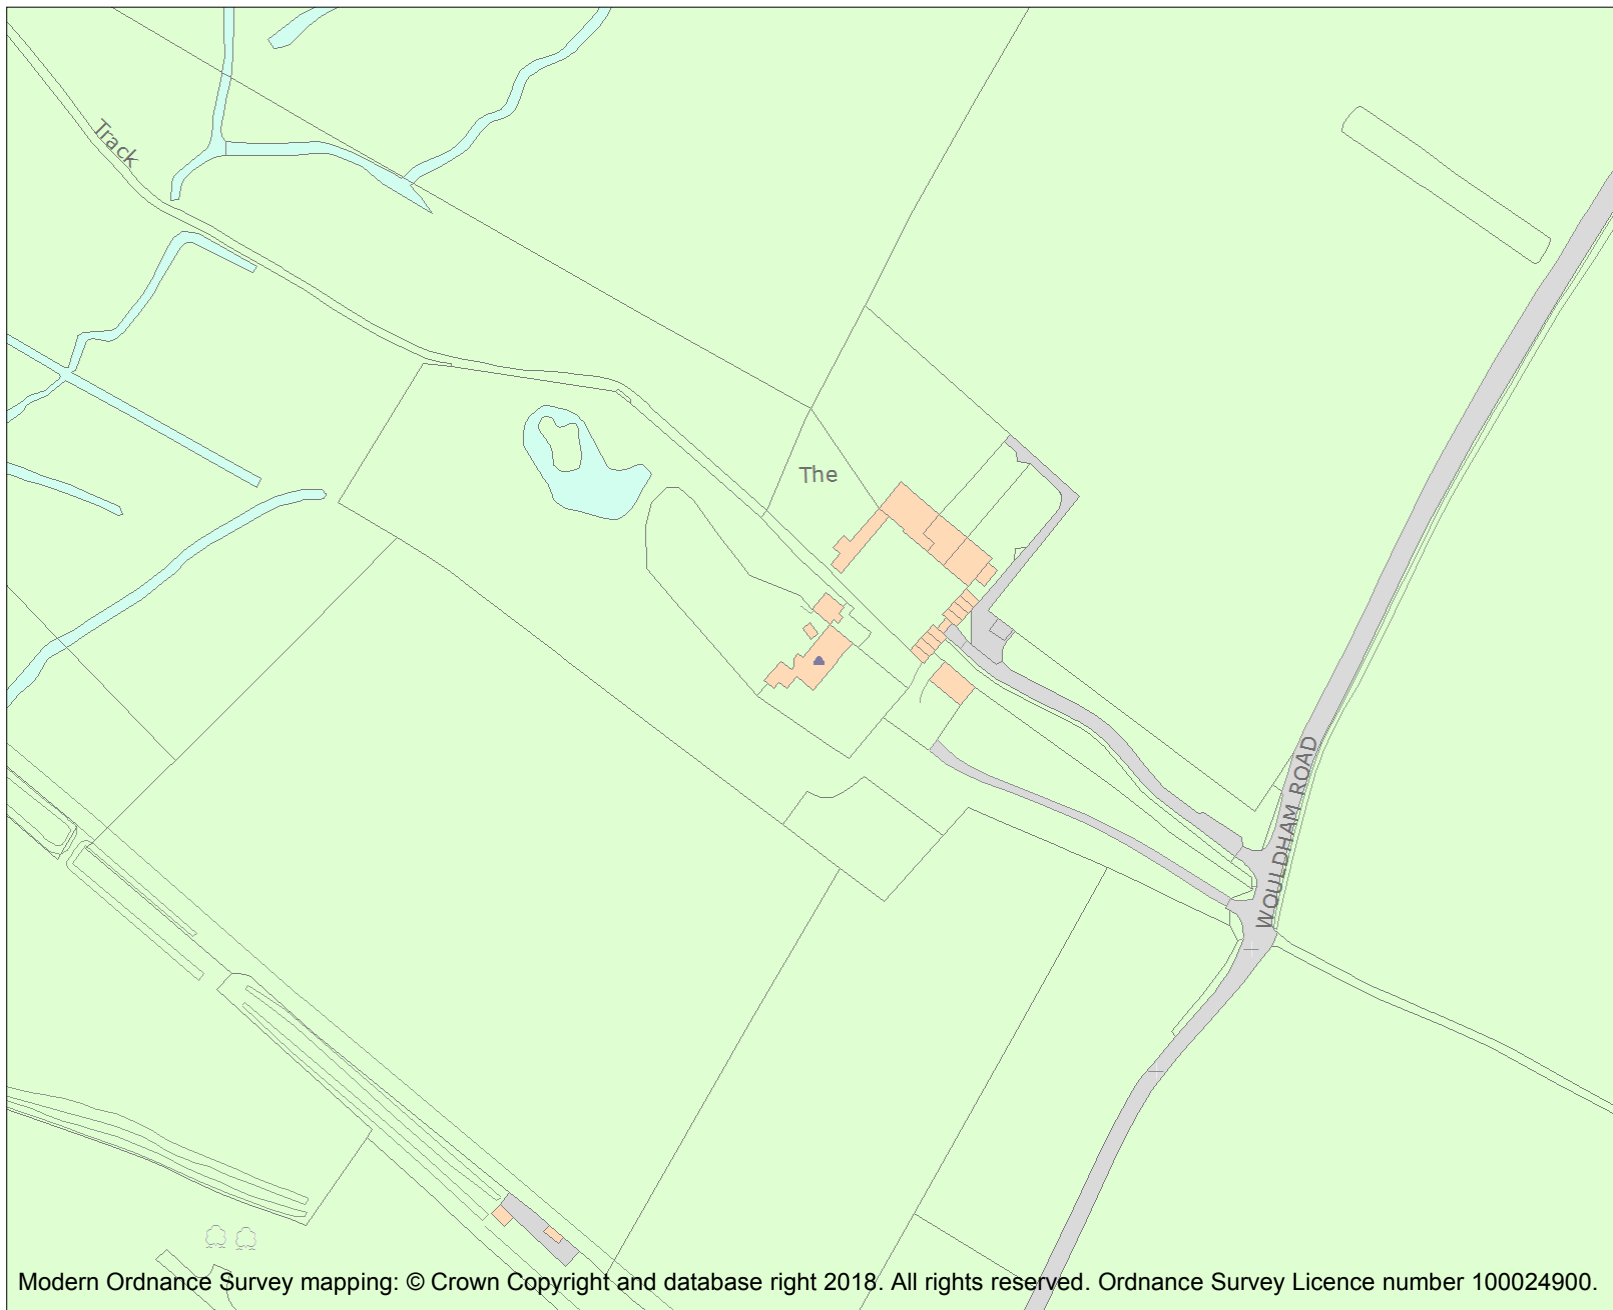 Track
The
WOULDHAM ROAD
Modern Ordnance Survey mapping: © Crown Copyright and database right 2018. All rights reserved. Ordnance Survey Licence number 100024900.